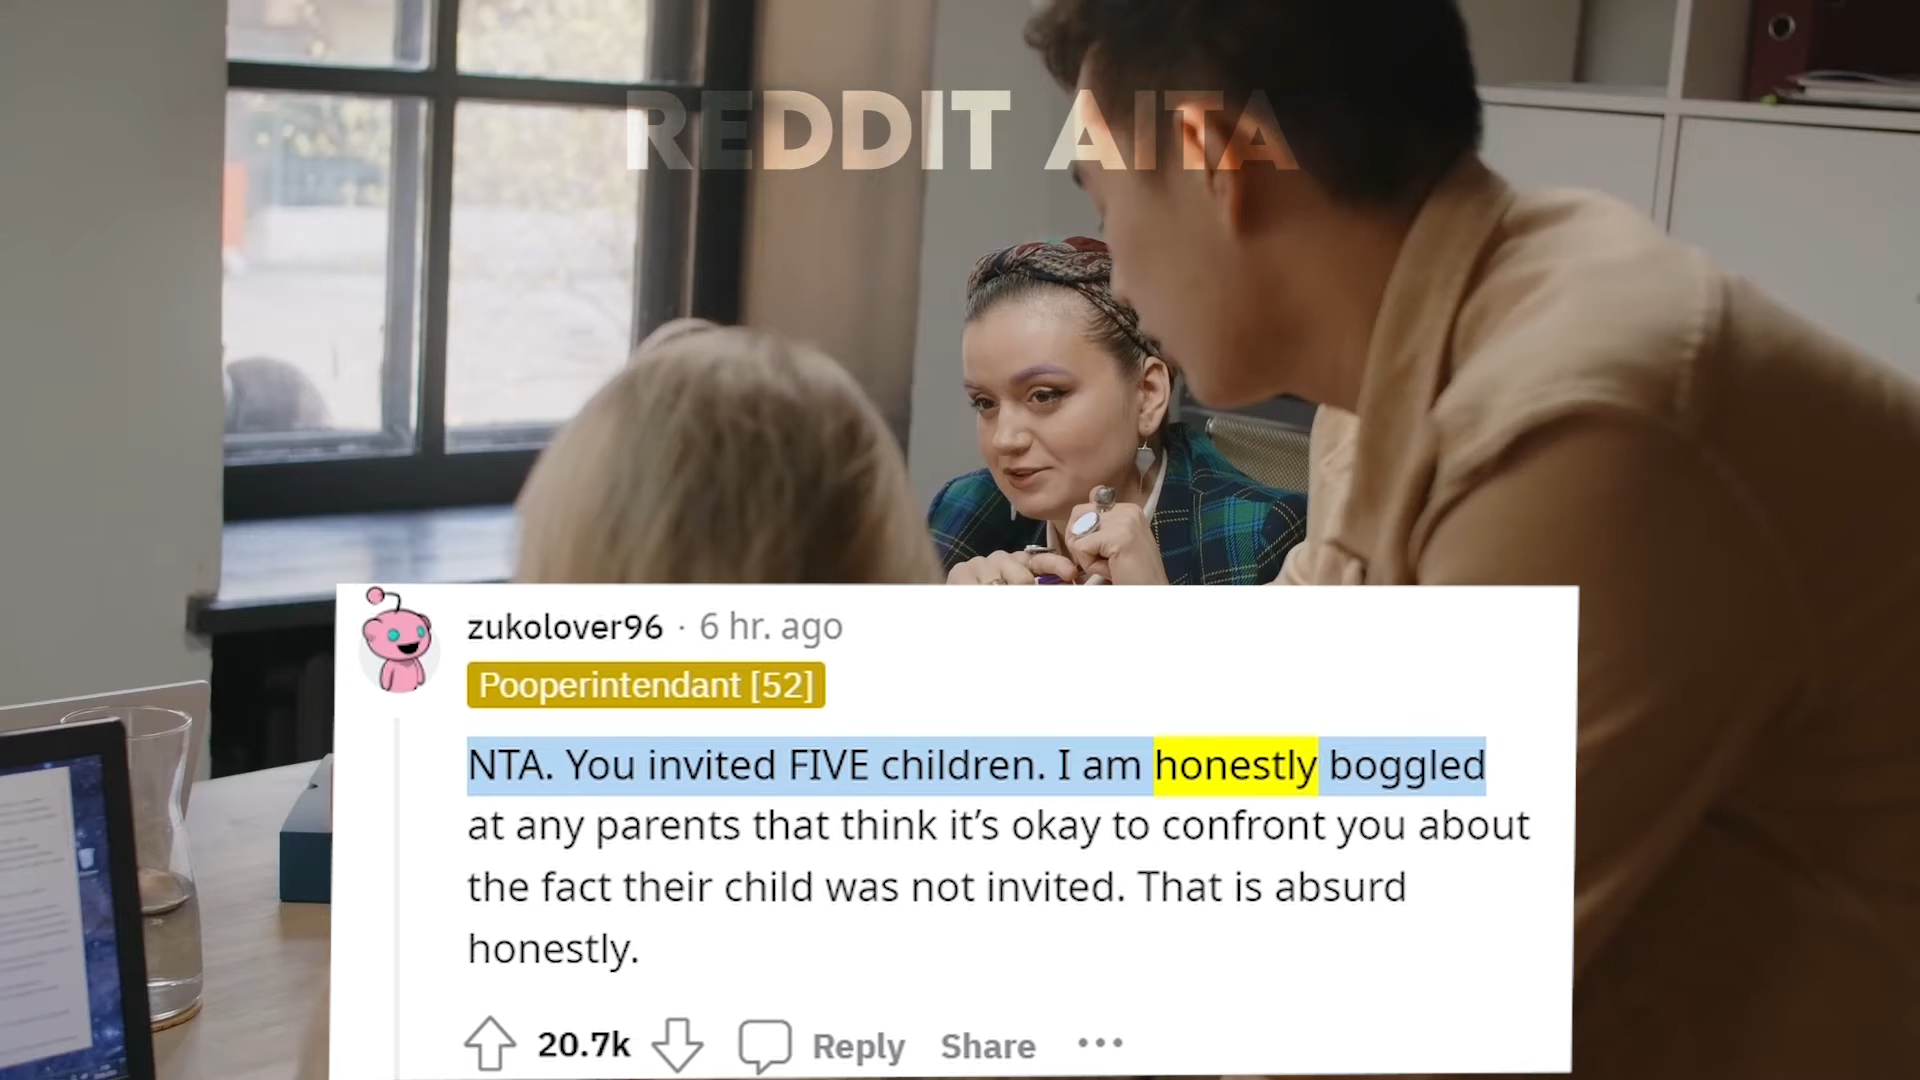 REDDIT AITA
zukolover96 · 6 hr. ago
Pooperintendant [52]
NTA. You invited FIVE children. I am honestly boggled
at any parents that think it’s okay to confront you about
the fact their child was not invited. That is absurd
honestly.
20.7k Reply Share •••